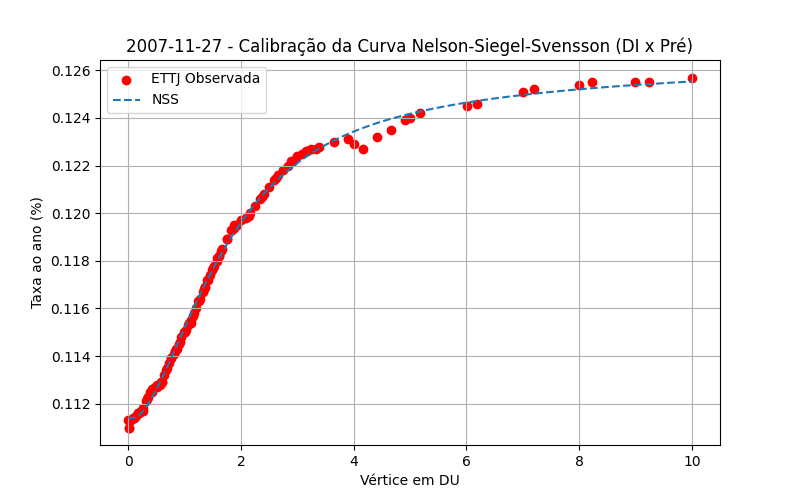 2007-11-27 - Calibração da Curva Nelson-Siegel-Svensson (DI x Pré)
ETTJ Observada
NSS
Taxa ao ano (%)
0.126
0.124
0.122
0.120
0.118
0.116
0.114
0.112
0 2 4 6 8 10
Vértice em DU